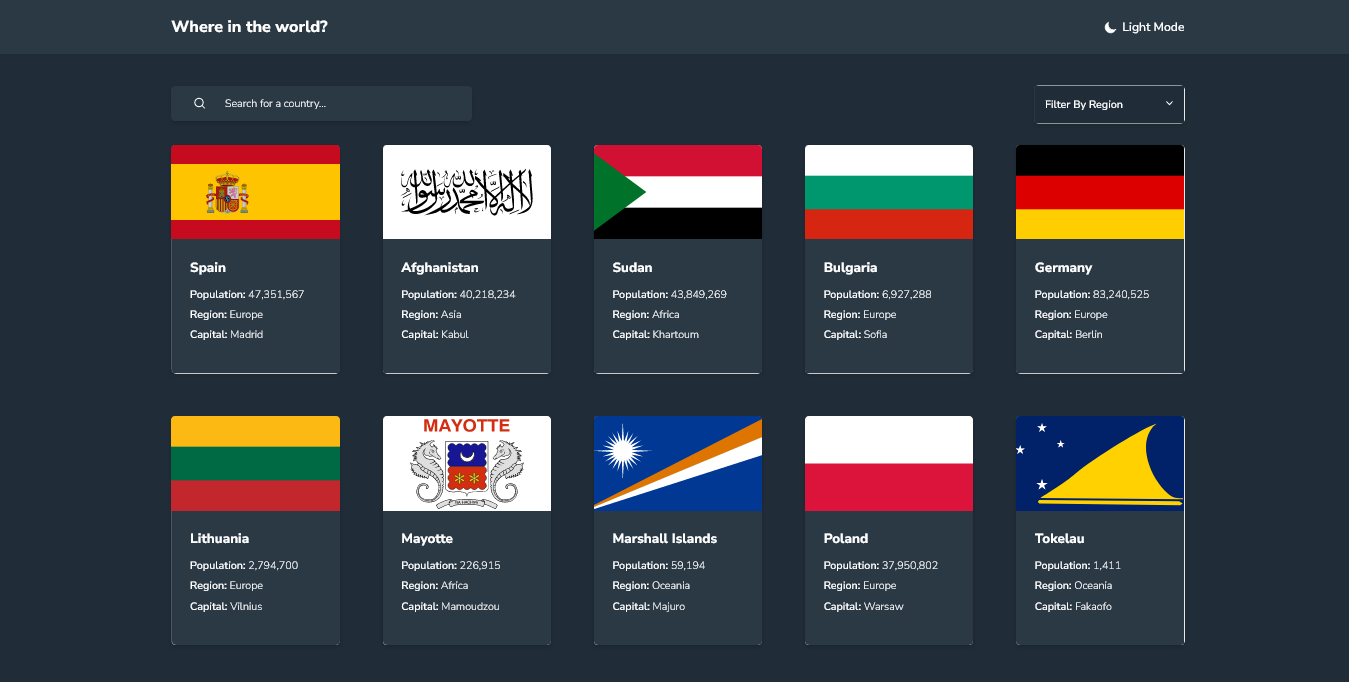 Where in the world?
Light Mode
Search for a country...
Filter By Region
لا إله إلا الله محمد رسول الله
Spain
Population: 47,351,567
Region: Europe
Capital: Madrid
Afghanistan
Population: 40,218,234
Region: Asia
Capital: Kabul
Sudan
Population: 43,849,269
Region: Africa
Capital: Khartoum
Bulgaria
Population: 6,927,288
Region: Europe
Capital: Sofia
Germany
Population: 83,240,525
Region: Europe
Capital: Berlin
MAYOTTE
Lithuania
Population: 2,794,700
Region: Europe
Capital: Vilnius
Mayotte
Population: 226,915
Region: Africa
Capital: Mamoudzou
Marshall Islands
Population: 59,194
Region: Oceania
Capital: Majuro
Poland
Population: 37,950,802
Region: Europe
Capital: Warsaw
Tokelau
Population: 1,411
Region: Oceania
Capital: Fakaofo